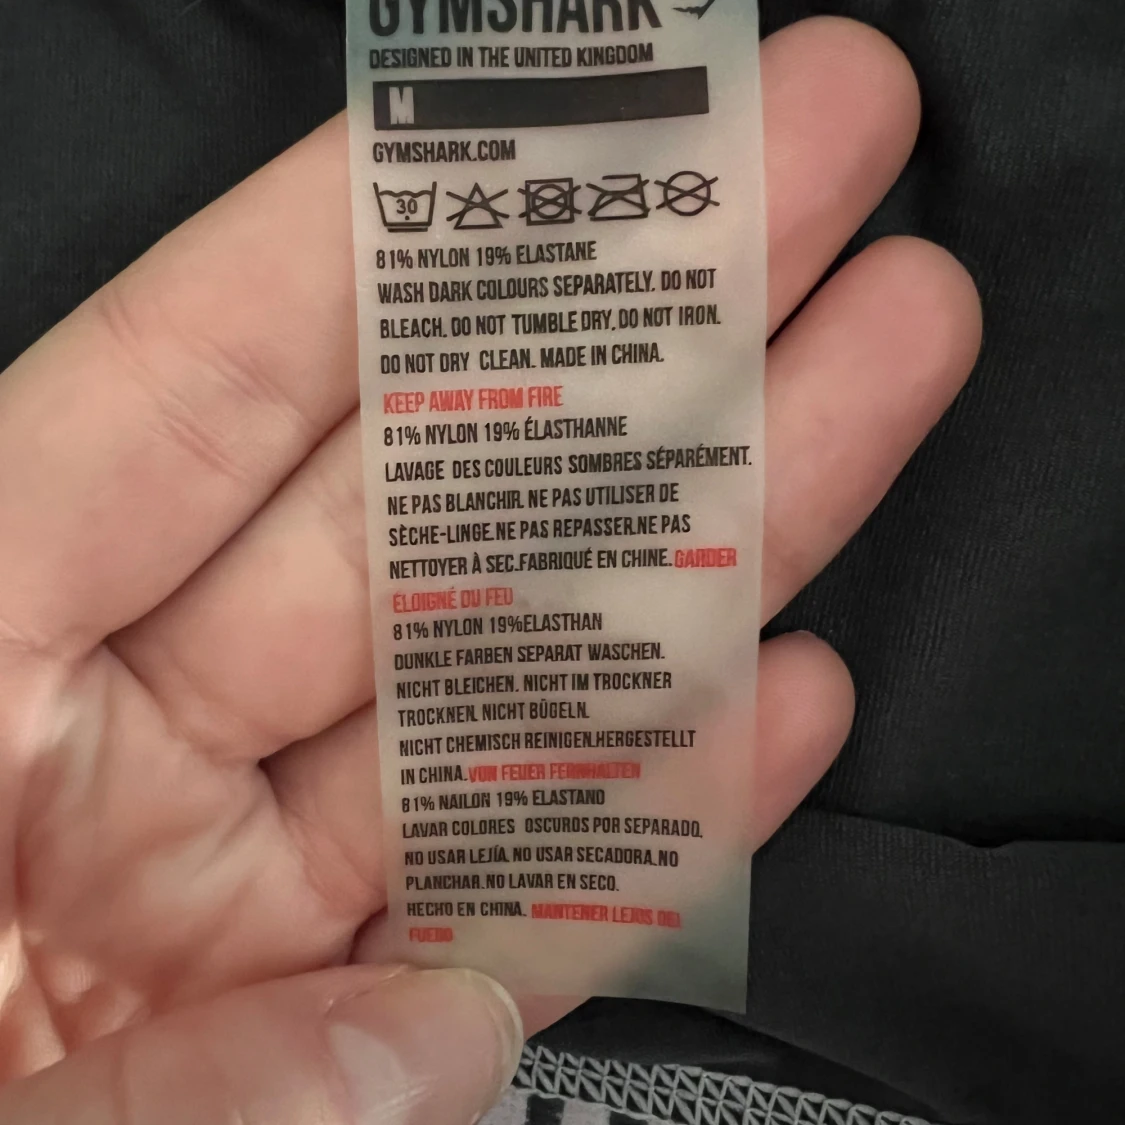 GYMSHARK
DESIGNED IN THE UNITED KINGDOM
M
GYMSHARK.COM
30
81% NYLON 19% ELASTANE
WASH DARK COLOURS SEPARATELY. DO NOT
BLEACH. DO NOT TUMBLE DRY. DO NOT IRON.
DO NOT DRY CLEAN. MADE IN CHINA.
KEEP AWAY FROM FIRE
81% NYLON 19% ÉLASTHANNE
LAVAGE DES COULEURS SOMBRES SÉPARÉMENT.
NE PAS BLANCHIR. NE PAS UTILISER DE
SÈCHE-LINGE.NE PAS REPASSER.NE PAS
NETTOYER À SEC.FABRIQUÉ EN CHINE. GARDER
ÉLOIGNÉ DU FEU
81% NYLON 19%ELASTHAN
DUNKLE FARBEN SEPARAT WASCHEN.
NICHT BLEICHEN. NICHT IM TROCKNER
TROCKNEN. NICHT BÜGELN.
NICHT CHEMISCH REINIGEN.HERGESTELLT
IN CHINA.VON FEUER FERNHALTEN
81% NAILON 19% ELASTANO
LAVAR COLORES OSCUROS POR SEPARADO.
NO USAR LEJÍA. NO USAR SECADORA.NO
PLANCHAR.NO LAVAR EN SECO.
HECHO EN CHINA. MANTENER LEJOS DEL
FUEGO